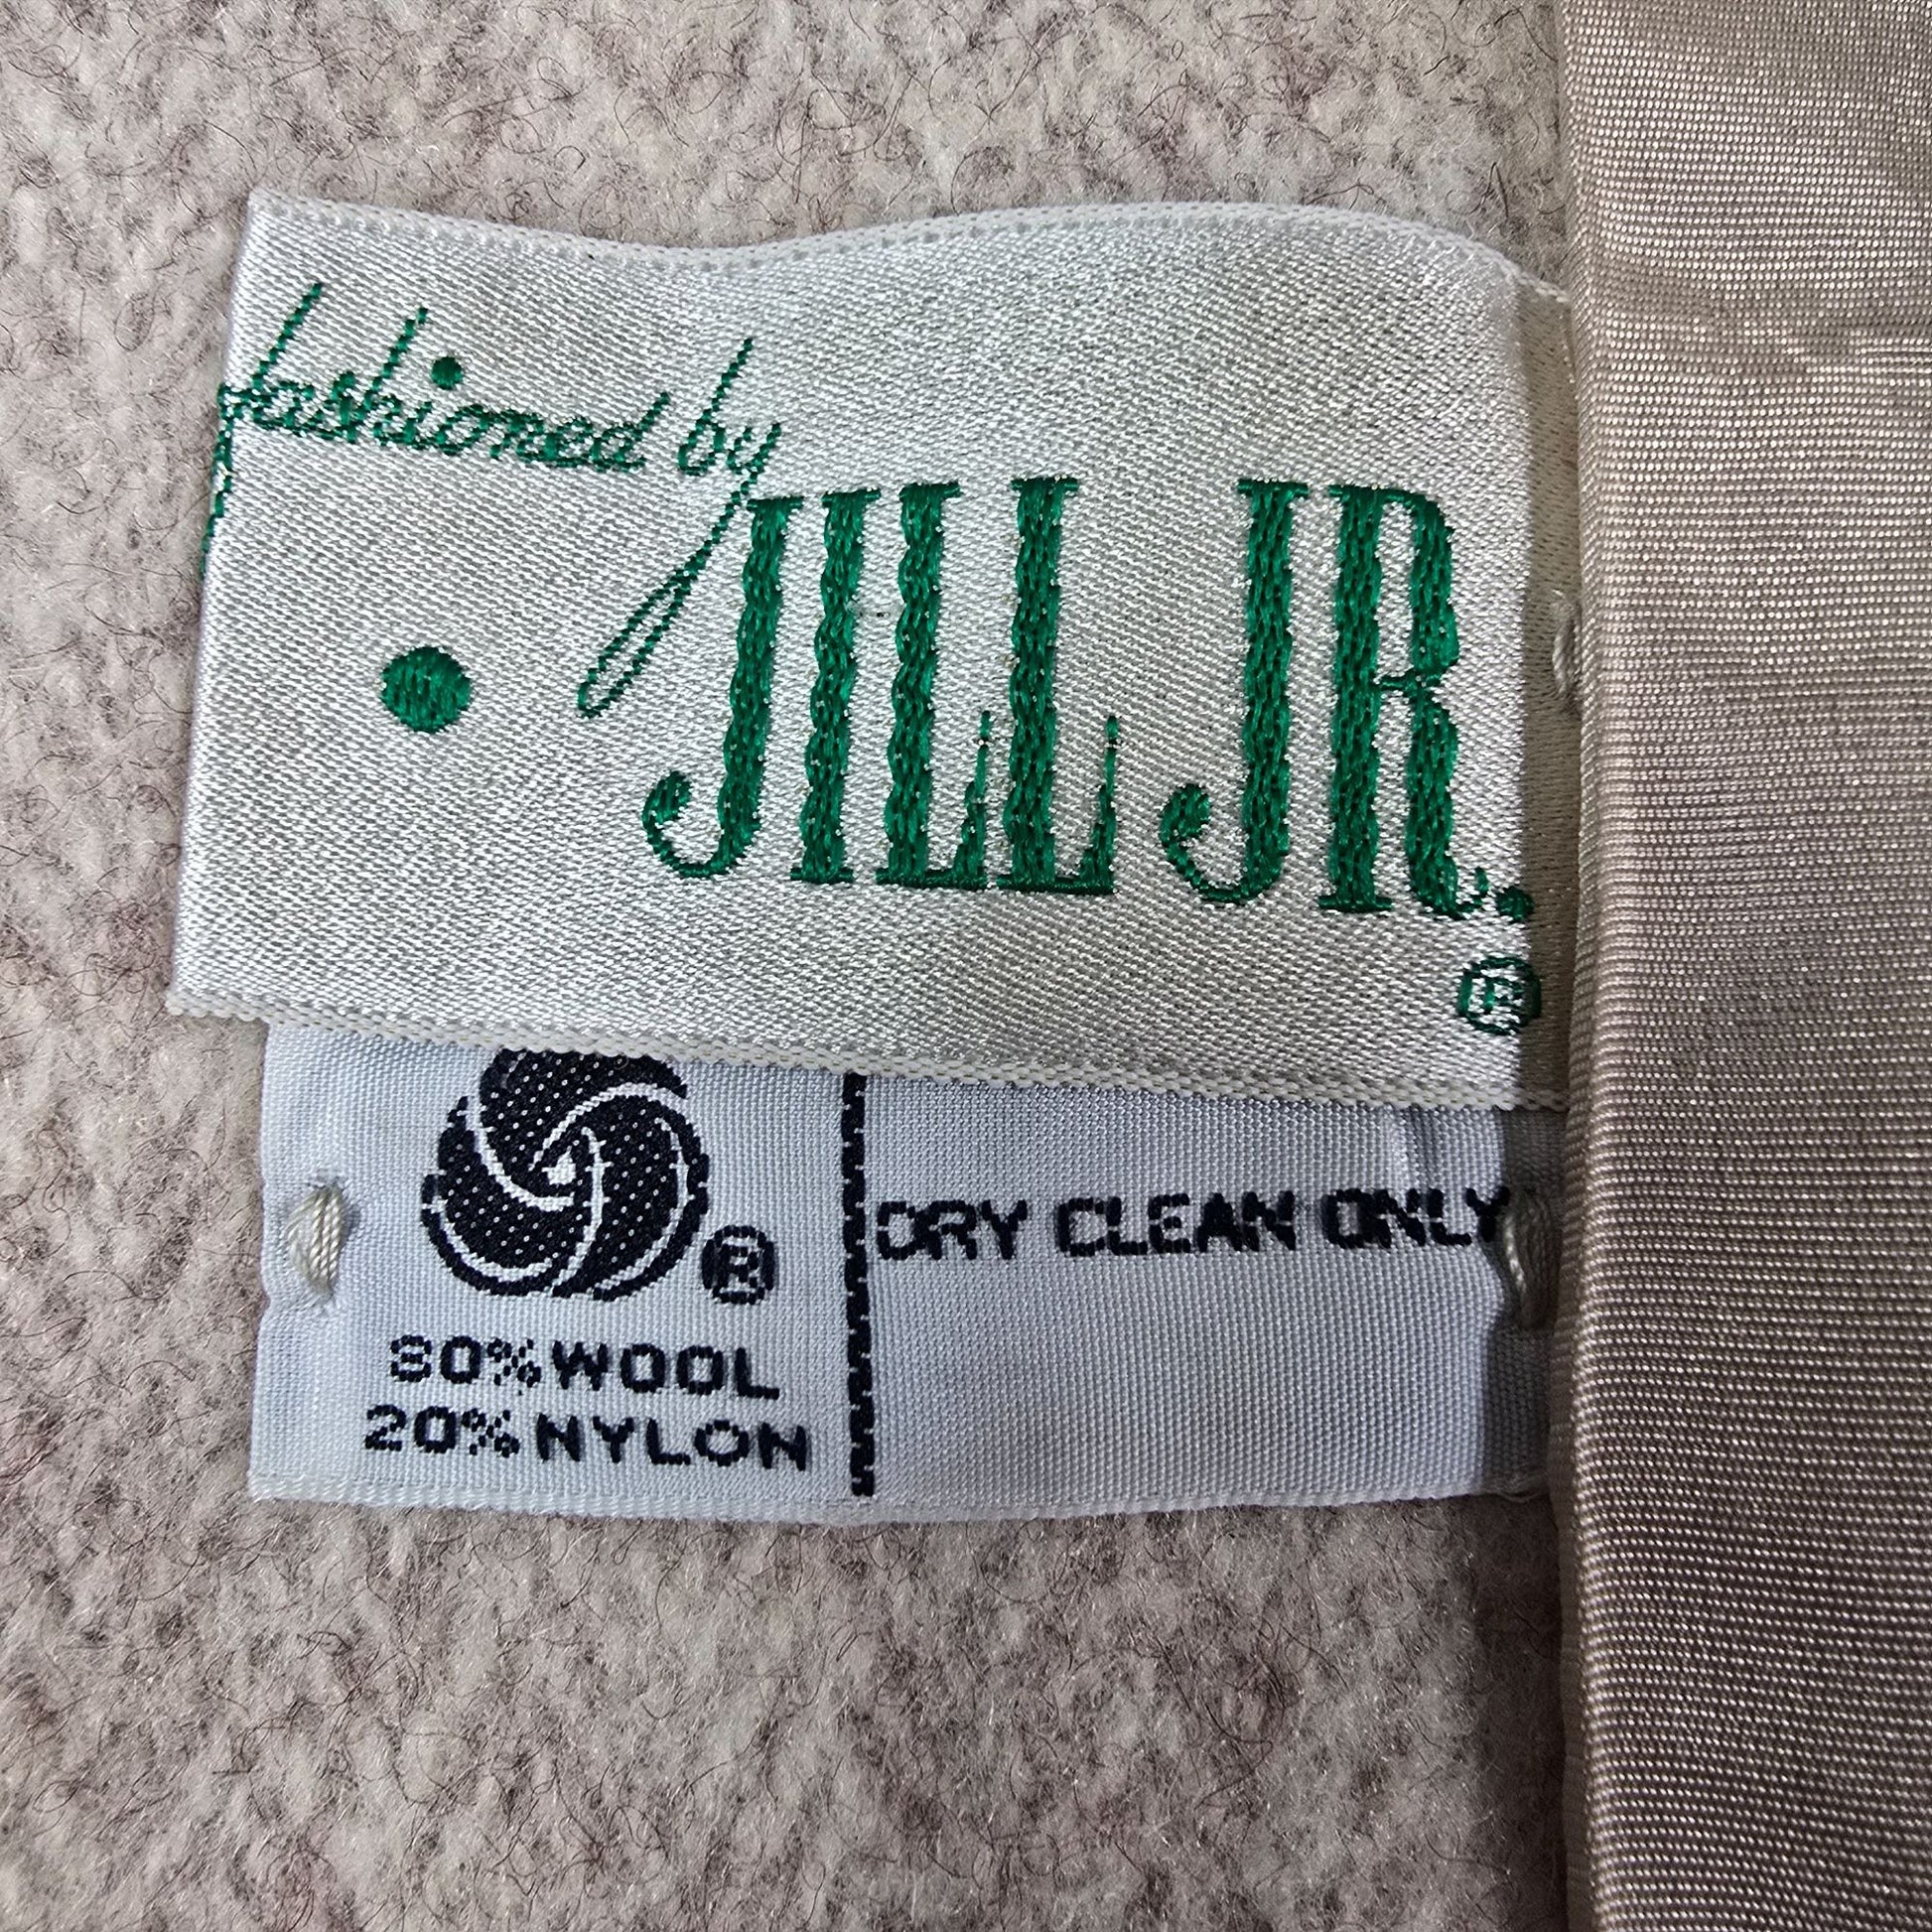 fashioned by
JILL JR.
®
®
DRY CLEAN ONLY
80% WOOL
20% NYLON